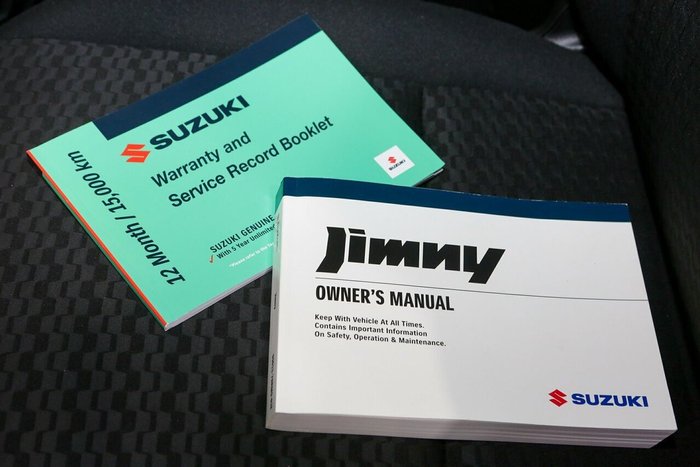 SUZUKI
Warranty and
Service Record Booklet
12 Month / 15,000 km
SUZUKI GENUINE
With 5 Year Unlimited
SUZUKI
Jimny
OWNER'S MANUAL
Keep With Vehicle At All Times.
Contains Important Information
On Safety, Operation & Maintenance.
SUZUKI